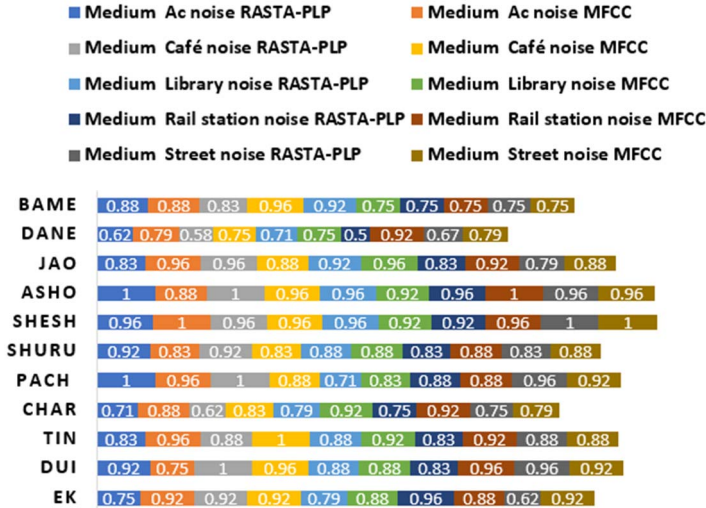 Medium Ac noise RASTA-PLP Medium Ac noise MFCC
Medium Café noise RASTA-PLP Medium Café noise MFCC
Medium Library noise RASTA-PLP Medium Library noise MFCC
Medium Rail station noise RASTA-PLP Medium Rail station noise MFCC
Medium Street noise RASTA-PLP Medium Street noise MFCC
BAME 0.88 0.88 0.83 0.96 0.92 0.75 0.75 0.75 0.75 0.75
DANE 0.62 0.79 0.58 0.75 0.71 0.75 0.5 0.92 0.67 0.79
JAO 0.83 0.96 0.96 0.88 0.92 0.96 0.83 0.92 0.79 0.88
ASHO 1 0.88 1 0.96 0.96 0.92 0.96 1 0.96 0.96
SHESH 0.96 1 0.96 0.96 0.96 0.92 0.92 0.96 1 1
SHURU 0.92 0.83 0.92 0.83 0.88 0.88 0.83 0.88 0.83 0.88
PACH 1 0.96 1 0.88 0.71 0.83 0.88 0.88 0.96 0.92
CHAR 0.71 0.88 0.62 0.83 0.79 0.92 0.75 0.92 0.75 0.79
TIN 0.83 0.96 0.88 1 0.88 0.92 0.83 0.92 0.88 0.88
DUI 0.92 0.75 1 0.96 0.88 0.88 0.83 0.96 0.96 0.92
EK 0.75 0.92 0.92 0.92 0.79 0.88 0.96 0.88 0.62 0.92